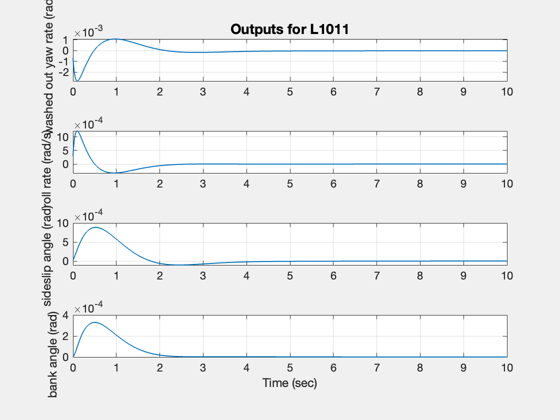 Outputs for L1011
×10⁻³
washed out yaw rate
1
0
-1
-2
0 1 2 3 4 5 6 7 8 9 10
×10⁻⁴
roll rate (rad/s)
10
5
0
0 1 2 3 4 5 6 7 8 9 10
×10⁻⁴
sideslip angle (rad)
10
5
0
0 1 2 3 4 5 6 7 8 9 10
×10⁻⁴
bank angle (rad)
4
2
0
0 1 2 3 4 5 6 7 8 9 10
Time (sec)